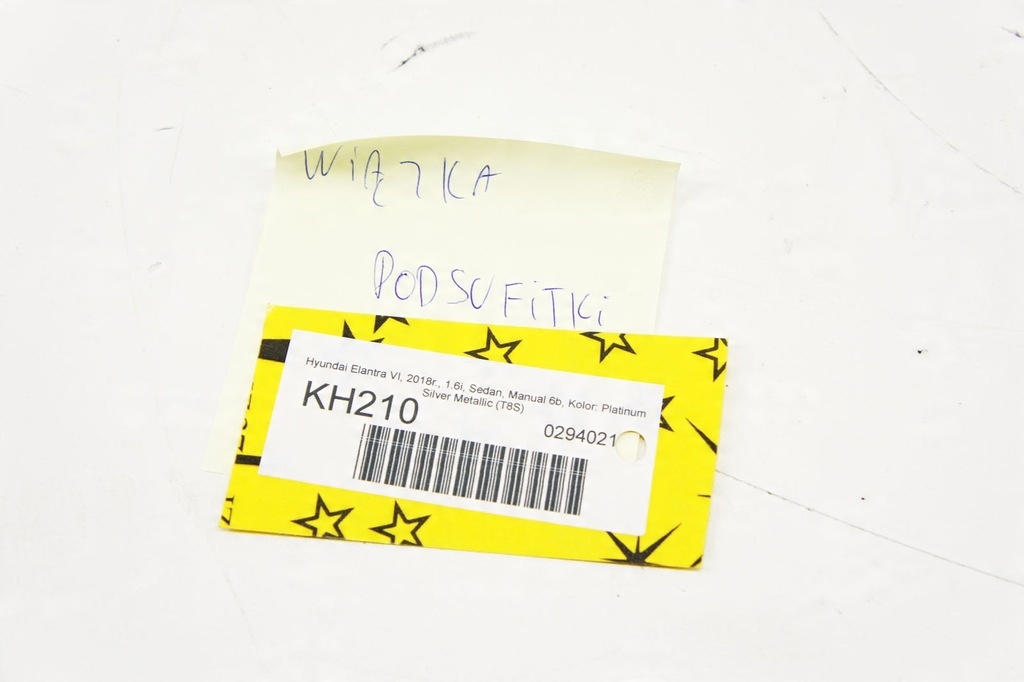 WIĄZKA
PODSUFITKI
Hyundai Elantra VI, 2018r., 1.6i, Sedan, Manual 6b, Kolor: Platinum
Silver Metallic (T8S)
KH210
0294021